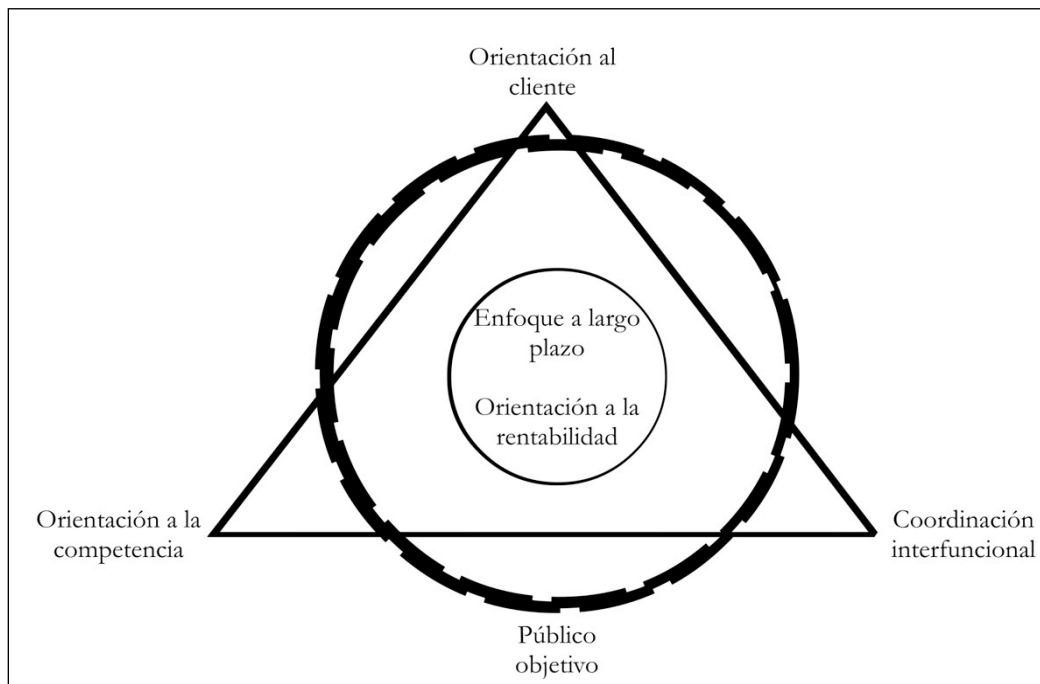 Orientación al
cliente
Enfoque a largo
plazo
Orientación a la
rentabilidad
Orientación a la
competencia
Coordinación
interfuncional
Público
objetivo